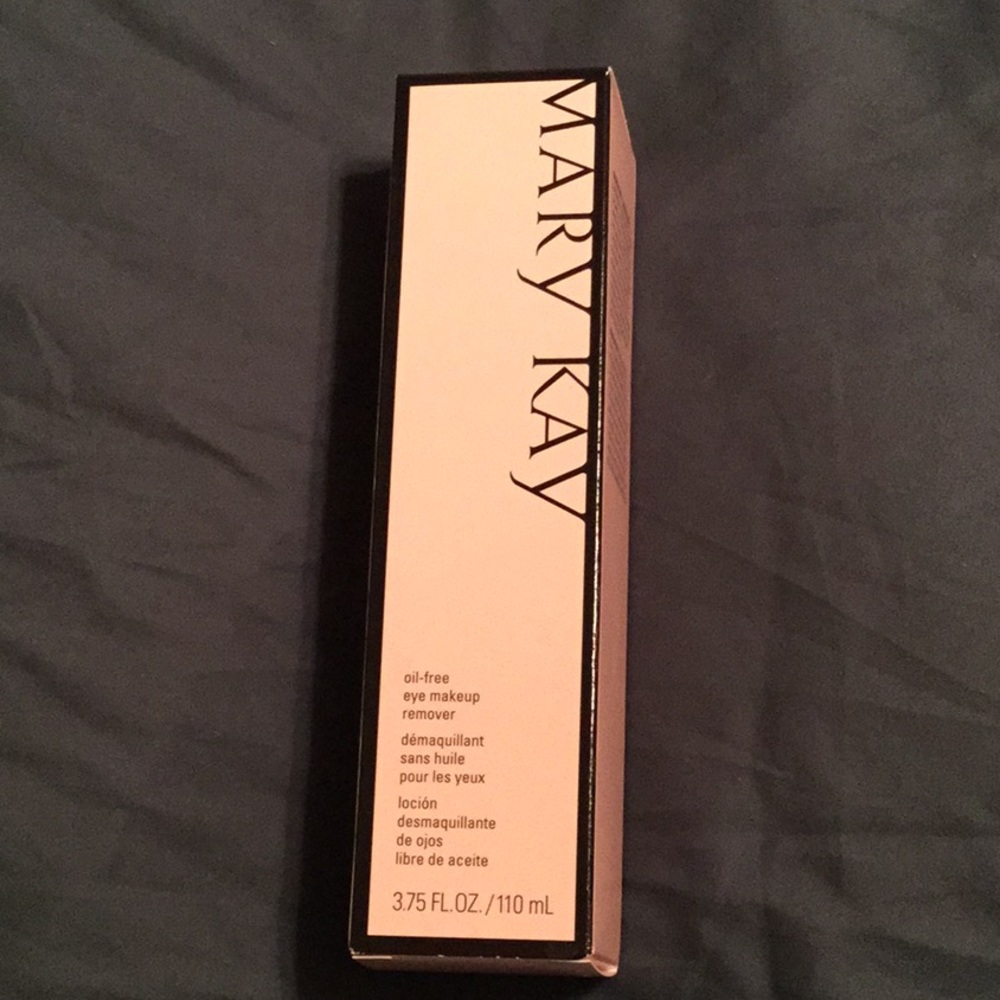 MARY KAY
oil-free
eye makeup
remover
démaquillant
sans huile
pour les yeux
loción
desmaquillante
de ojos
libre de aceite
3.75 FL.OZ. / 110 mL